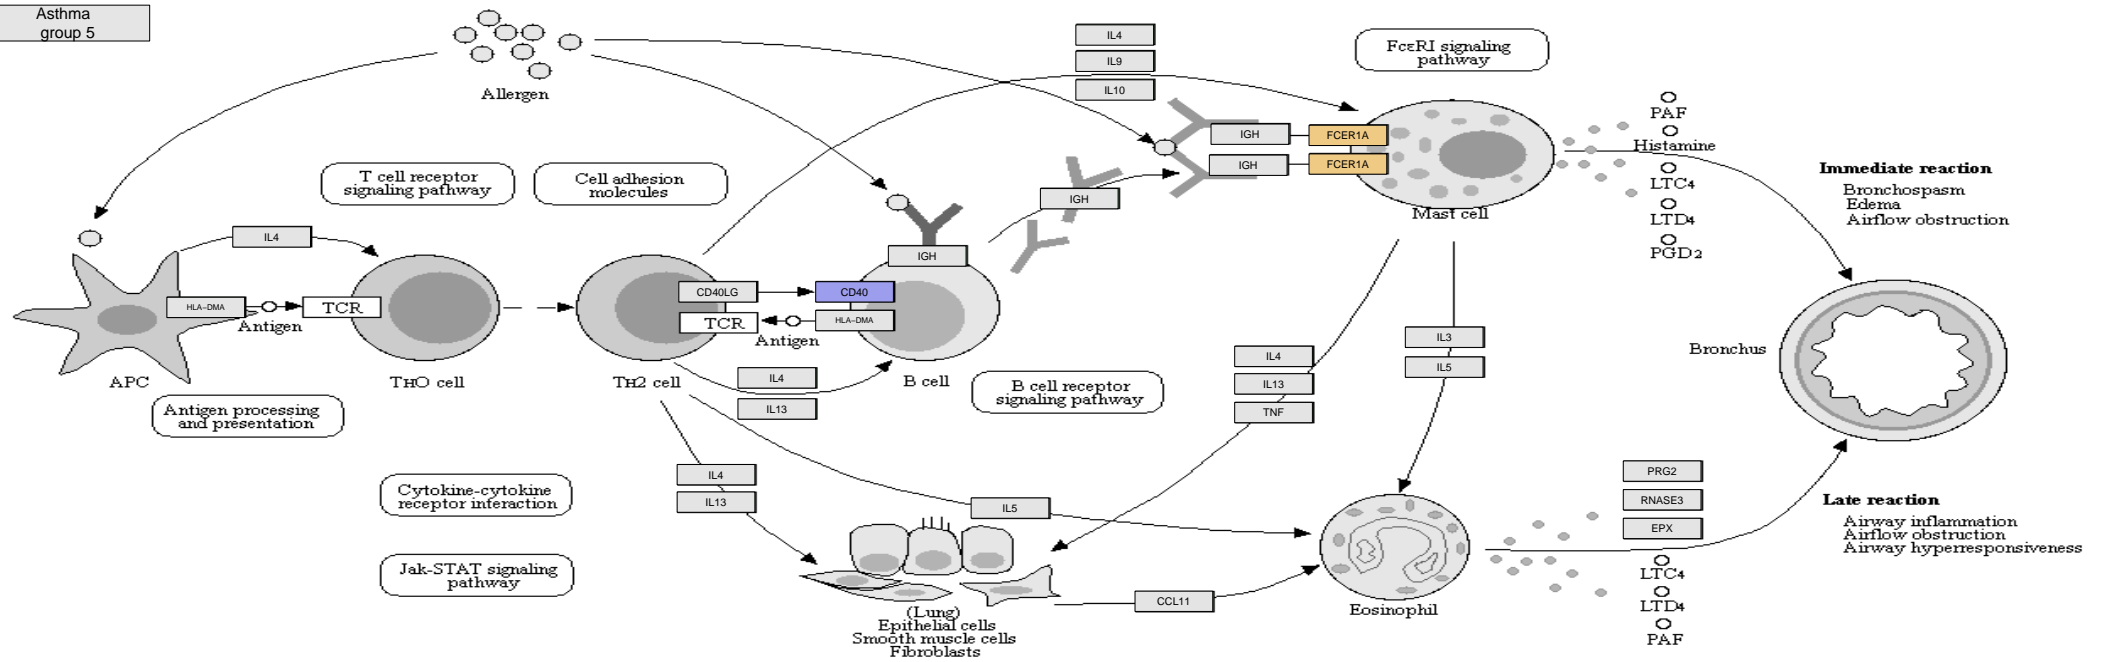 Asthma
group 5
Allergen
IL4
IL9
IL10
FcεRI signaling
pathway
T cell receptor
signaling pathway
Cell adhesion
molecules
IGH
FCER1A
IGH
FCER1A
Mast cell
IGH
IGH
PAF
Histamine
LTC4
LTD4
PGD2
Immediate reaction
Bronchospasm
Edema
Airflow obstruction
IL4
HLA-DMA
Antigen
TCR
APC
TH0 cell
CD40LG
CD40
TCR
HLA-DMA
Antigen
TH2 cell
B cell
IL4
IL13
Antigen processing
and presentation
B cell receptor
signaling pathway
IL4
IL13
TNF
IL3
IL5
Bronchus
Cytokine-cytokine
receptor interaction
Jak-STAT signaling
pathway
IL4
IL13
IL5
(Lung)
Epithelial cells
Smooth muscle cells
Fibroblasts
CCL11
Eosinophil
PRG2
RNASE3
EPX
LTC4
LTD4
PAF
Late reaction
Airway inflammation
Airflow obstruction
Airway hyperresponsiveness